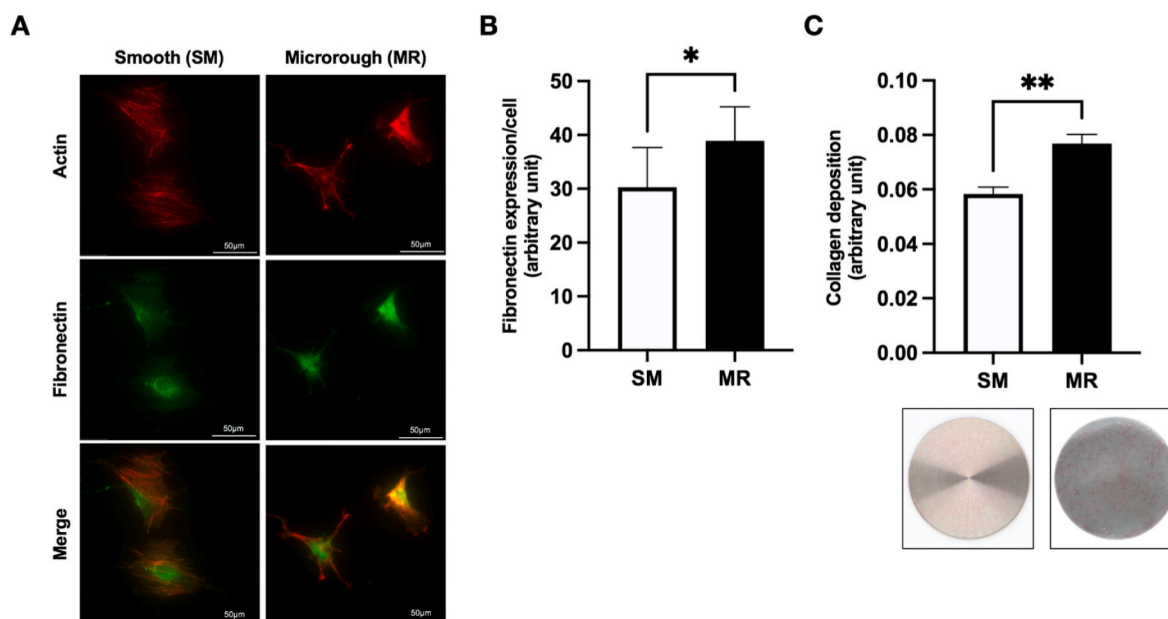 A
Smooth (SM)
Microrough (MR)
Actin
50µm
50µm
Fibronectin
50µm
50µm
Merge
50µm
50µm
B
Fibronectin expression/cell
(arbitrary unit)
50
40
30
20
10
0
*
SM
MR
C
Collagen deposition
(arbitrary unit)
0.10
0.08
0.06
0.04
0.02
0.00
**
SM
MR